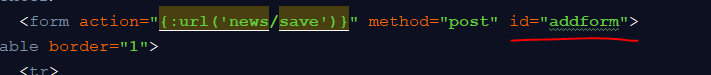 <form action="{:url('news/save')}" method="post" id="addform">
able border="1">
<tr>